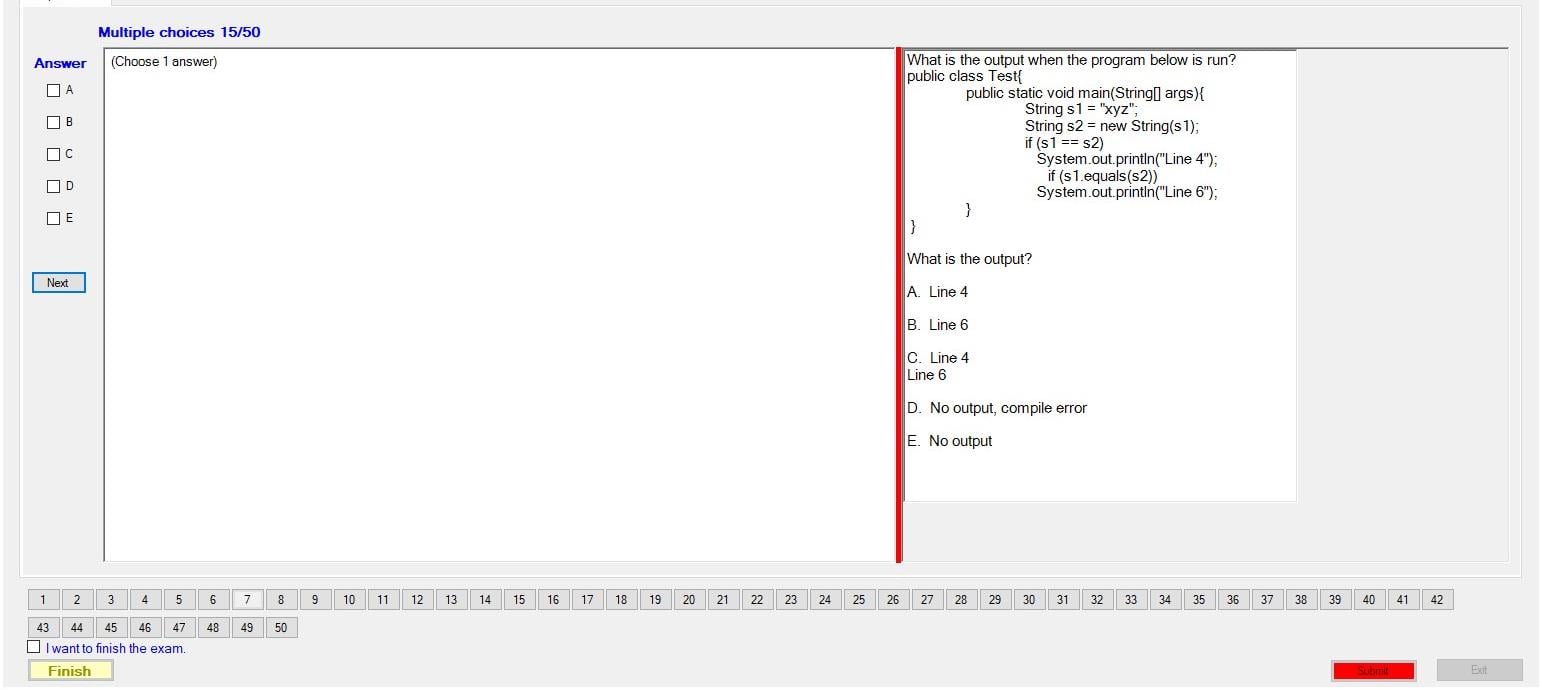 Multiple choices 15/50
Answer
(Choose 1 answer)
A
B
C
D
E
Next
What is the output when the program below is run?
public class Test{
public static void main(String[] args){
String s1 = "xyz";
String s2 = new String(s1);
if (s1 == s2)
System.out.println("Line 4");
if (s1.equals(s2))
System.out.println("Line 6");
}
}
What is the output?
A. Line 4
B. Line 6
C. Line 4
Line 6
D. No output, compile error
E. No output
1 2 3 4 5 6 7 8 9 10 11 12 13 14 15 16 17 18 19 20 21 22 23 24 25 26 27 28 29 30 31 32 33 34 35 36 37 38 39 40 41 42
43 44 45 46 47 48 49 50
I want to finish the exam.
Finish
Submit
Exit